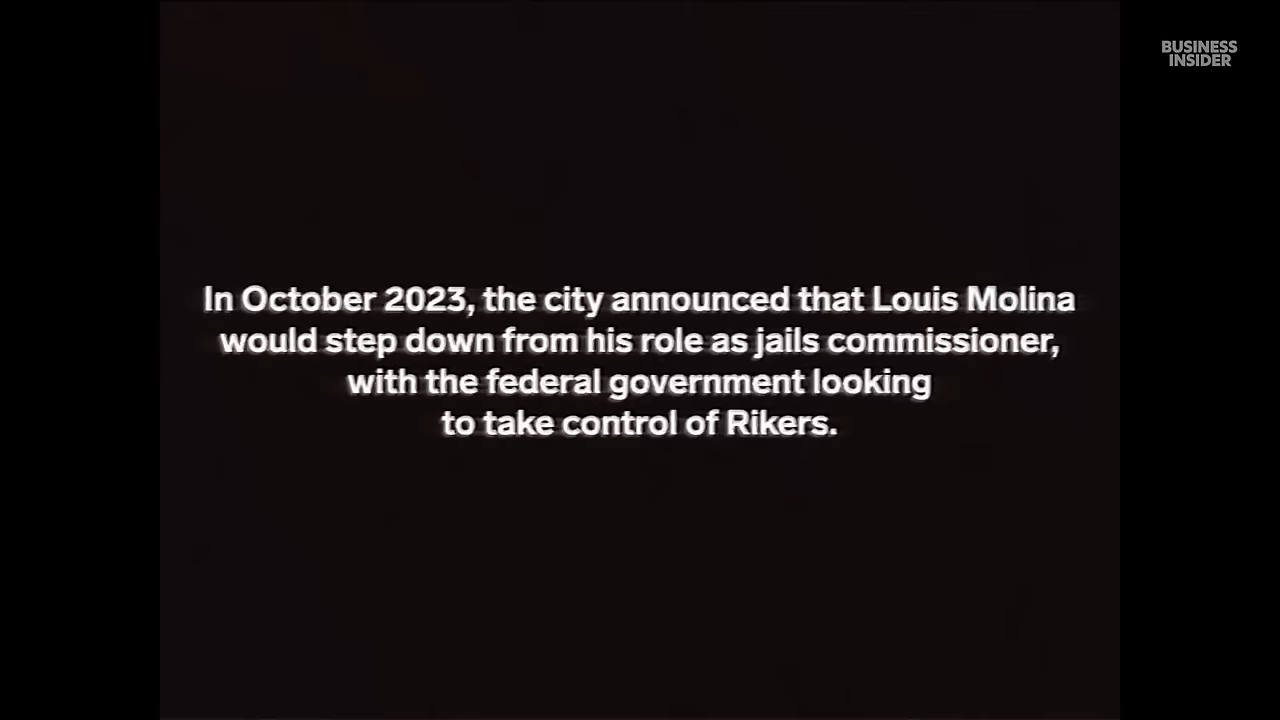 BUSINESS
INSIDER
In October 2023, the city announced that Louis Molina
would step down from his role as jails commissioner,
with the federal government looking
to take control of Rikers.